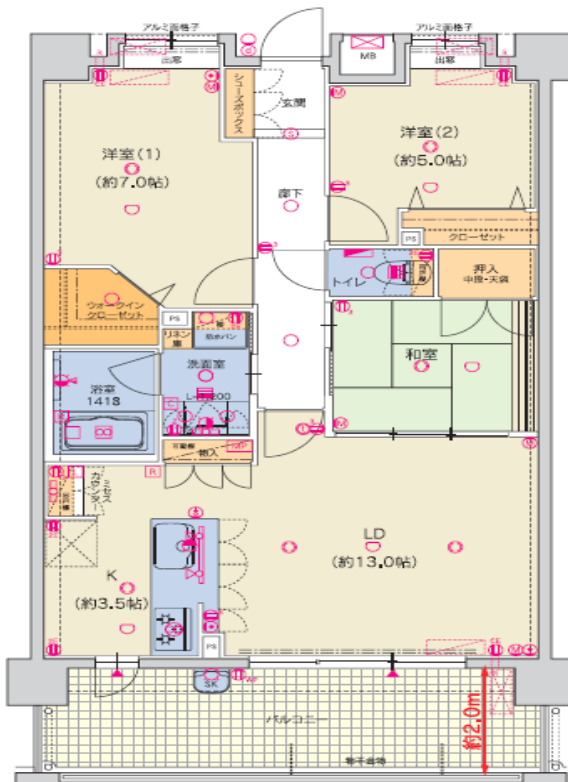 アルミ面格子
アルミ面格子
出窓
MB
出窓
シューズボックス
玄関
洋室(1)
(約7.0帖)
洋室(2)
(約5.0帖)
廊下
PS
クローゼット
トイレ
押入
中段・天袋
ウォークイン
クローゼット
PS
リネン
庫
防水パン
洗面室
和室
浴室
1418
物入
R
カウンター
LD
(約13.0帖)
K
(約3.5帖)
PS
SK
バルコニー
約2.0m
物干金物